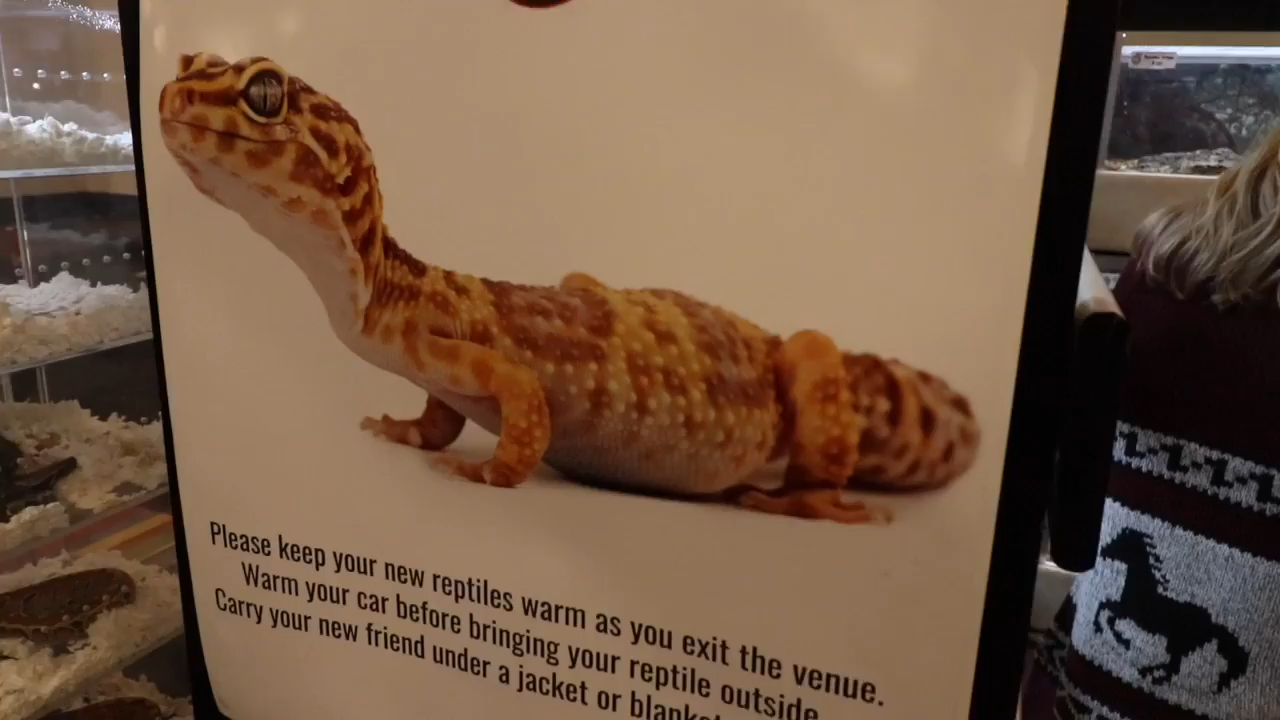 Please keep your new reptiles warm as you exit the venue.
Warm your car before bringing your reptile outside.
Carry your new friend under a jacket or blanket